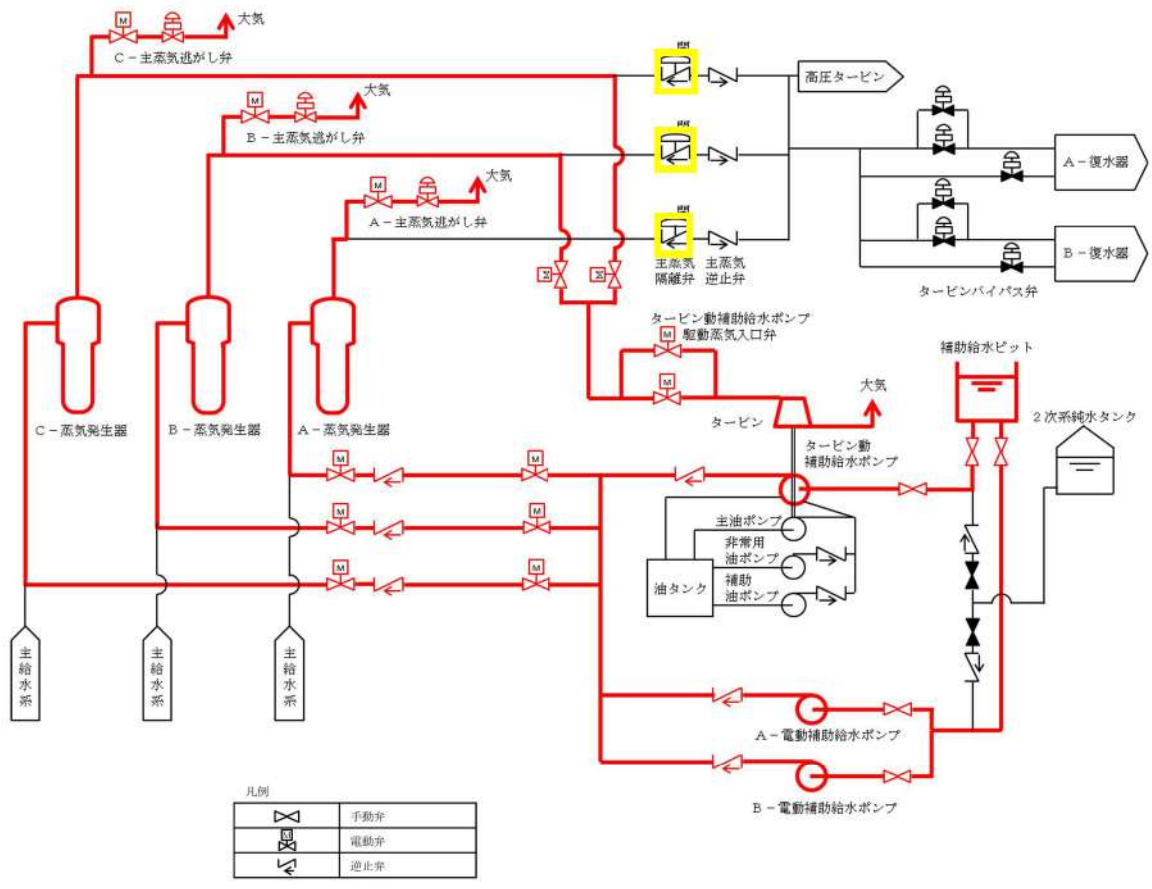 M
大気
C－主蒸気逃がし弁
M
大気
B－主蒸気逃がし弁
M
大気
A－主蒸気逃がし弁
主蒸気
隔離弁
主蒸気
逆止弁
高圧タービン
A－復水器
B－復水器
タービンバイパス弁
M
M
タービン動補助給水ポンプ
駆動蒸気入口弁
M
M
タービン
大気
補助給水ピット
2次系純水タンク
C－蒸気発生器
B－蒸気発生器
A－蒸気発生器
タービン動
補助給水ポンプ
M
M
M
M
M
M
主油ポンプ
非常用
油ポンプ
補助
油ポンプ
油タンク
主給水系
主給水系
主給水系
A－電動補助給水ポンプ
B－電動補助給水ポンプ
凡例
手動弁
M
電動弁
逆止弁